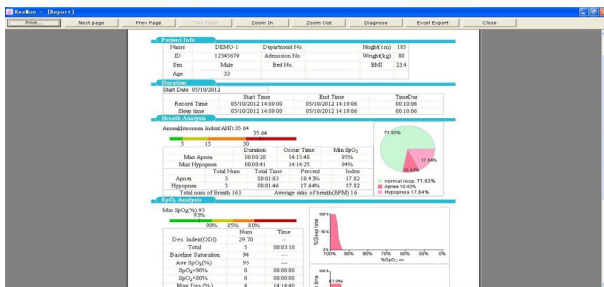 ResMon - [Report]
Print... Next page Prev Page Zoom In Zoom Out Diagnose Excel Export Close
Patient Info
Name DEMO-1 Department No. Height(cm) 185
ID 12345679 Admission No. Weight(kg) 80
Sex Male Bed No. BMI 23.4
Age 33
Duration
Start Date 05/10/2012
Start Time End Time TimeDur
Record Time 05/10/2012 14:09:00 05/10/2012 14:19:06 00:10:06
Sleep time 05/10/2012 14:09:00 05/10/2012 14:19:06 00:10:06
Breath Analysis
Index(AHI) 35.64
35.64
5 15 30
Duration Occur Time Min SpO₂
Max Apnea 00:00:20 14:15:48 95%
Max Hypopnea 00:00:41 14:14:25 94%
Total Num Total Time Percent Index
Apnea 3 00:01:03 10.43% 17.82
Hypopnea 3 00:01:46 17.64% 17.82
Total num of Breath 163 Average ratio of breath(BPM) 16
71.93%
17.64%
10.43%
normal resp. 71.93%
Apnea 10.43%
Hypopnea 17.64%
SpO₂ Analysis
Min SpO₂(%) 93
93%
90% 85% 80%
Num Time
Des. Index(ODI) 29.70 ---
Total 5 00:03:10
Baseline Saturation 94 ---
Ave SpO₂(%) 95 ---
SpO₂<90% 0 00:00:00
SpO₂<80% 0 00:00:00
Max Des.(%) 4 14:14:40
%Sleep time
100%
100% 90% 80% 70% 60% 50%
%SpO₂ <=
100%